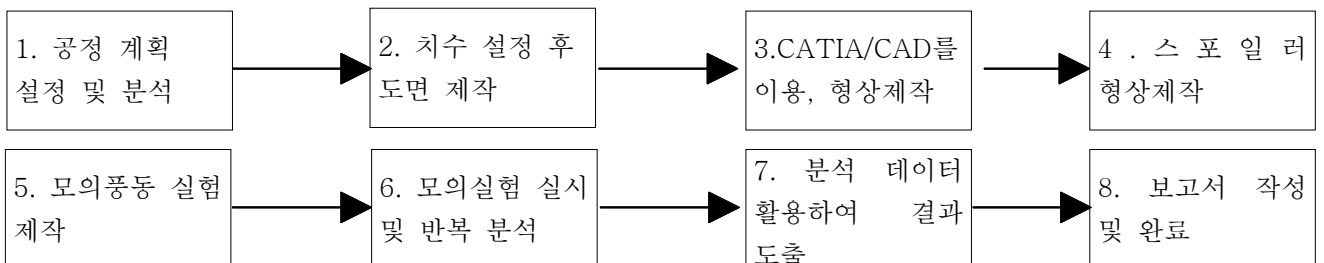 1. 공정 계획
설정 및 분석
2. 치수 설정 후
도면 제작
3.CATIA/CAD를
이용, 형상제작
4 . 스 포 일 러
형상제작
5. 모의풍동 실험
제작
6. 모의실험 실시
및 반복 분석
7. 분석 데이터
활용하여 결과
도출
8. 보고서 작성
및 완료